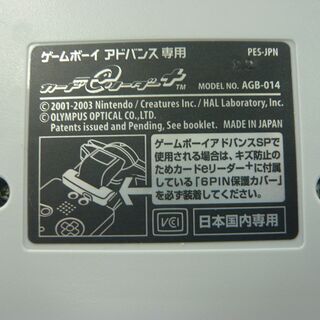 ゲームボーイ アドバンス専用
PES-JPN
カードeリーダー+™
MODEL NO. AGB-014
© 2001-2003 Nintendo / Creatures Inc. / HAL Laboratory, Inc.
© OLYMPUS OPTICAL CO.,LTD.
Patents issued and Pending, See booklet. MADE IN JAPAN
ゲームボーイアドバンスSPで
使用される場合は、キズ防止の
ためカードeリーダー+に付属
している「6PIN保護カバー」
を必ず装着してください。
VCI
日本国内専用